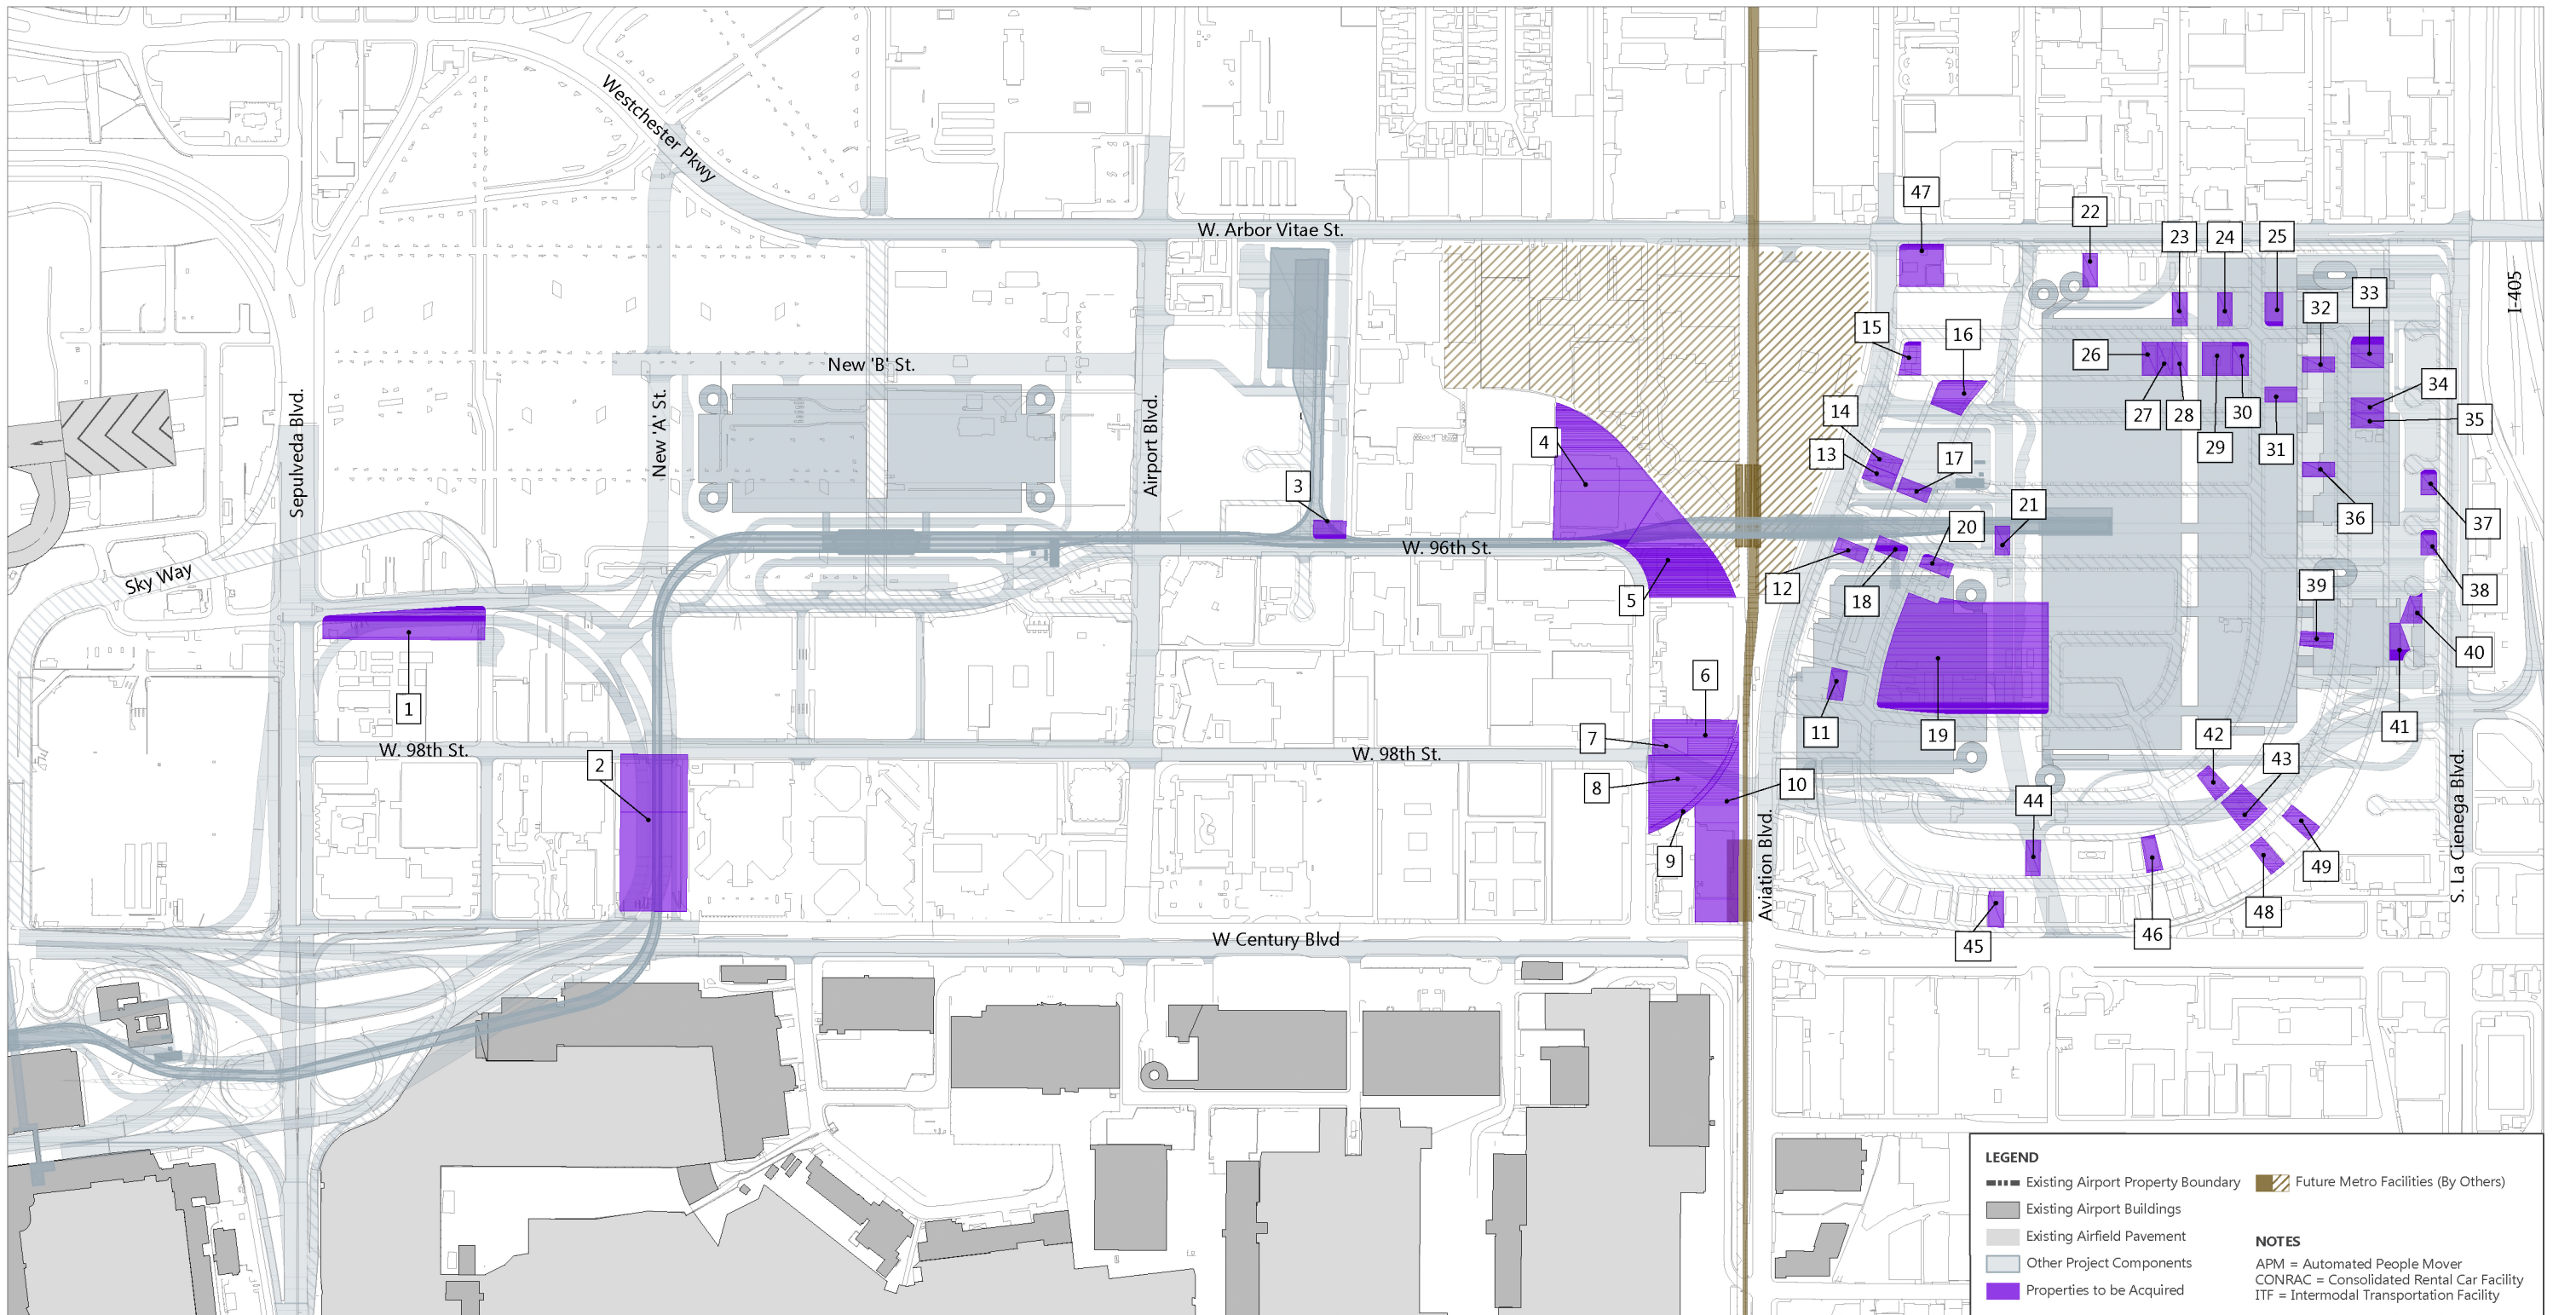 Westchester Pkwy
W. Arbor Vitae St.
47
22
23
24
25
I-405
15
16
32
33
New 'B' St.
26
34
Sepulveda Blvd.
New 'A' St.
Airport Blvd.
14
27
28
30
35
4
13
17
29
31
3
21
36
37
20
W. 96th St.
Sky Way
12
18
39
38
5
40
1
6
11
19
41
7
42
W. 98th St.
W. 98th St.
2
43
8
10
44
9
49
Aviation Blvd.
S. La Cienega Blvd.
48
46
45
W Century Blvd
LEGEND
Existing Airport Property Boundary
Existing Airport Buildings
Existing Airfield Pavement
Other Project Components
Properties to be Acquired
Future Metro Facilities (By Others)
NOTES
APM = Automated People Mover
CONRAC = Consolidated Rental Car Facility
ITF = Intermodal Transportation Facility